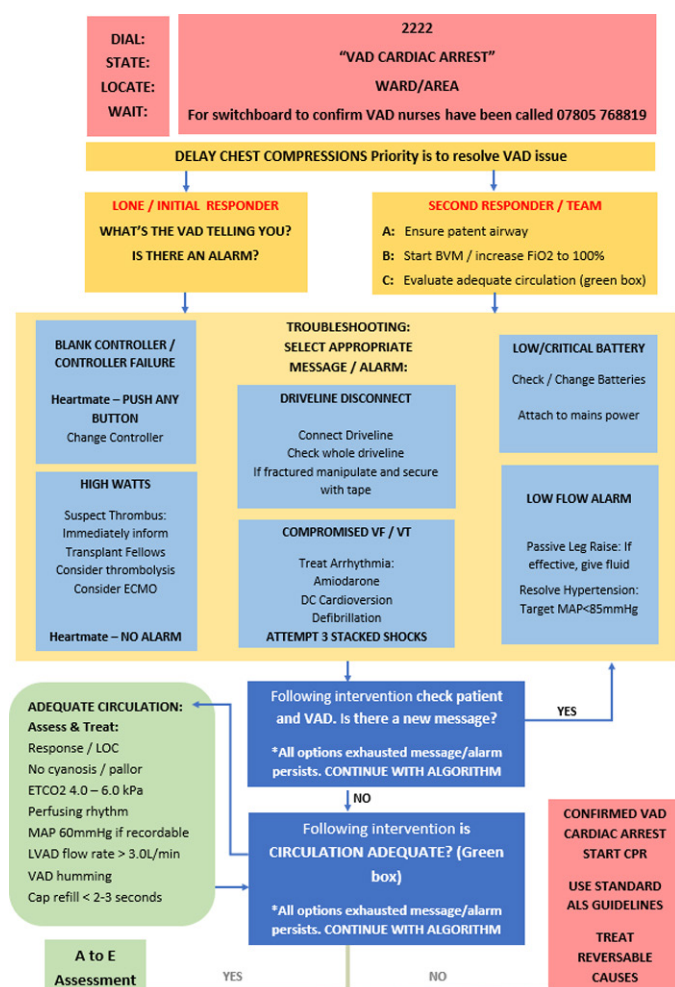 DIAL:
STATE:
LOCATE:
WAIT:
2222
“VAD CARDIAC ARREST”
WARD/AREA
For switchboard to confirm VAD nurses have been called 07805 768819
DELAY CHEST COMPRESSIONS Priority is to resolve VAD issue
LONE / INITIAL RESPONDER
WHAT’S THE VAD TELLING YOU?
IS THERE AN ALARM?
SECOND RESPONDER / TEAM
A: Ensure patent airway
B: Start BVM / increase FiO2 to 100%
C: Evaluate adequate circulation (green box)
TROUBLESHOOTING:
SELECT APPROPRIATE
MESSAGE / ALARM:
BLANK CONTROLLER /
CONTROLLER FAILURE
Heartmate – PUSH ANY
BUTTON
Change Controller
HIGH WATTS
Suspect Thrombus:
Immediately inform
Transplant Fellows
Consider thrombolysis
Consider ECMO
Heartmate – NO ALARM
DRIVELINE DISCONNECT
Connect Driveline
Check whole driveline
If fractured manipulate and secure
with tape
COMPROMISED VF / VT
Treat Arrhythmia:
Amiodarone
DC Cardioversion
Defibrillation
ATTEMPT 3 STACKED SHOCKS
LOW/CRITICAL BATTERY
Check / Change Batteries
Attach to mains power
LOW FLOW ALARM
Passive Leg Raise: If
effective, give fluid
Resolve Hypertension:
Target MAP<85mmHg
Following intervention check patient
and VAD. Is there a new message?
*All options exhausted message/alarm
persists. CONTINUE WITH ALGORITHM
YES
NO
ADEQUATE CIRCULATION:
Assess & Treat:
Response / LOC
No cyanosis / pallor
ETCO2 4.0 – 6.0 kPa
Perfusing rhythm
MAP 60mmHg if recordable
LVAD flow rate > 3.0L/min
VAD humming
Cap refill < 2-3 seconds
Following intervention is
CIRCULATION ADEQUATE? (Green
box)
*All options exhausted message/alarm
persists. CONTINUE WITH ALGORITHM
CONFIRMED VAD
CARDIAC ARREST
START CPR
USE STANDARD
ALS GUIDELINES
TREAT
REVERSABLE
CAUSES
A to E
Assessment
YES
NO